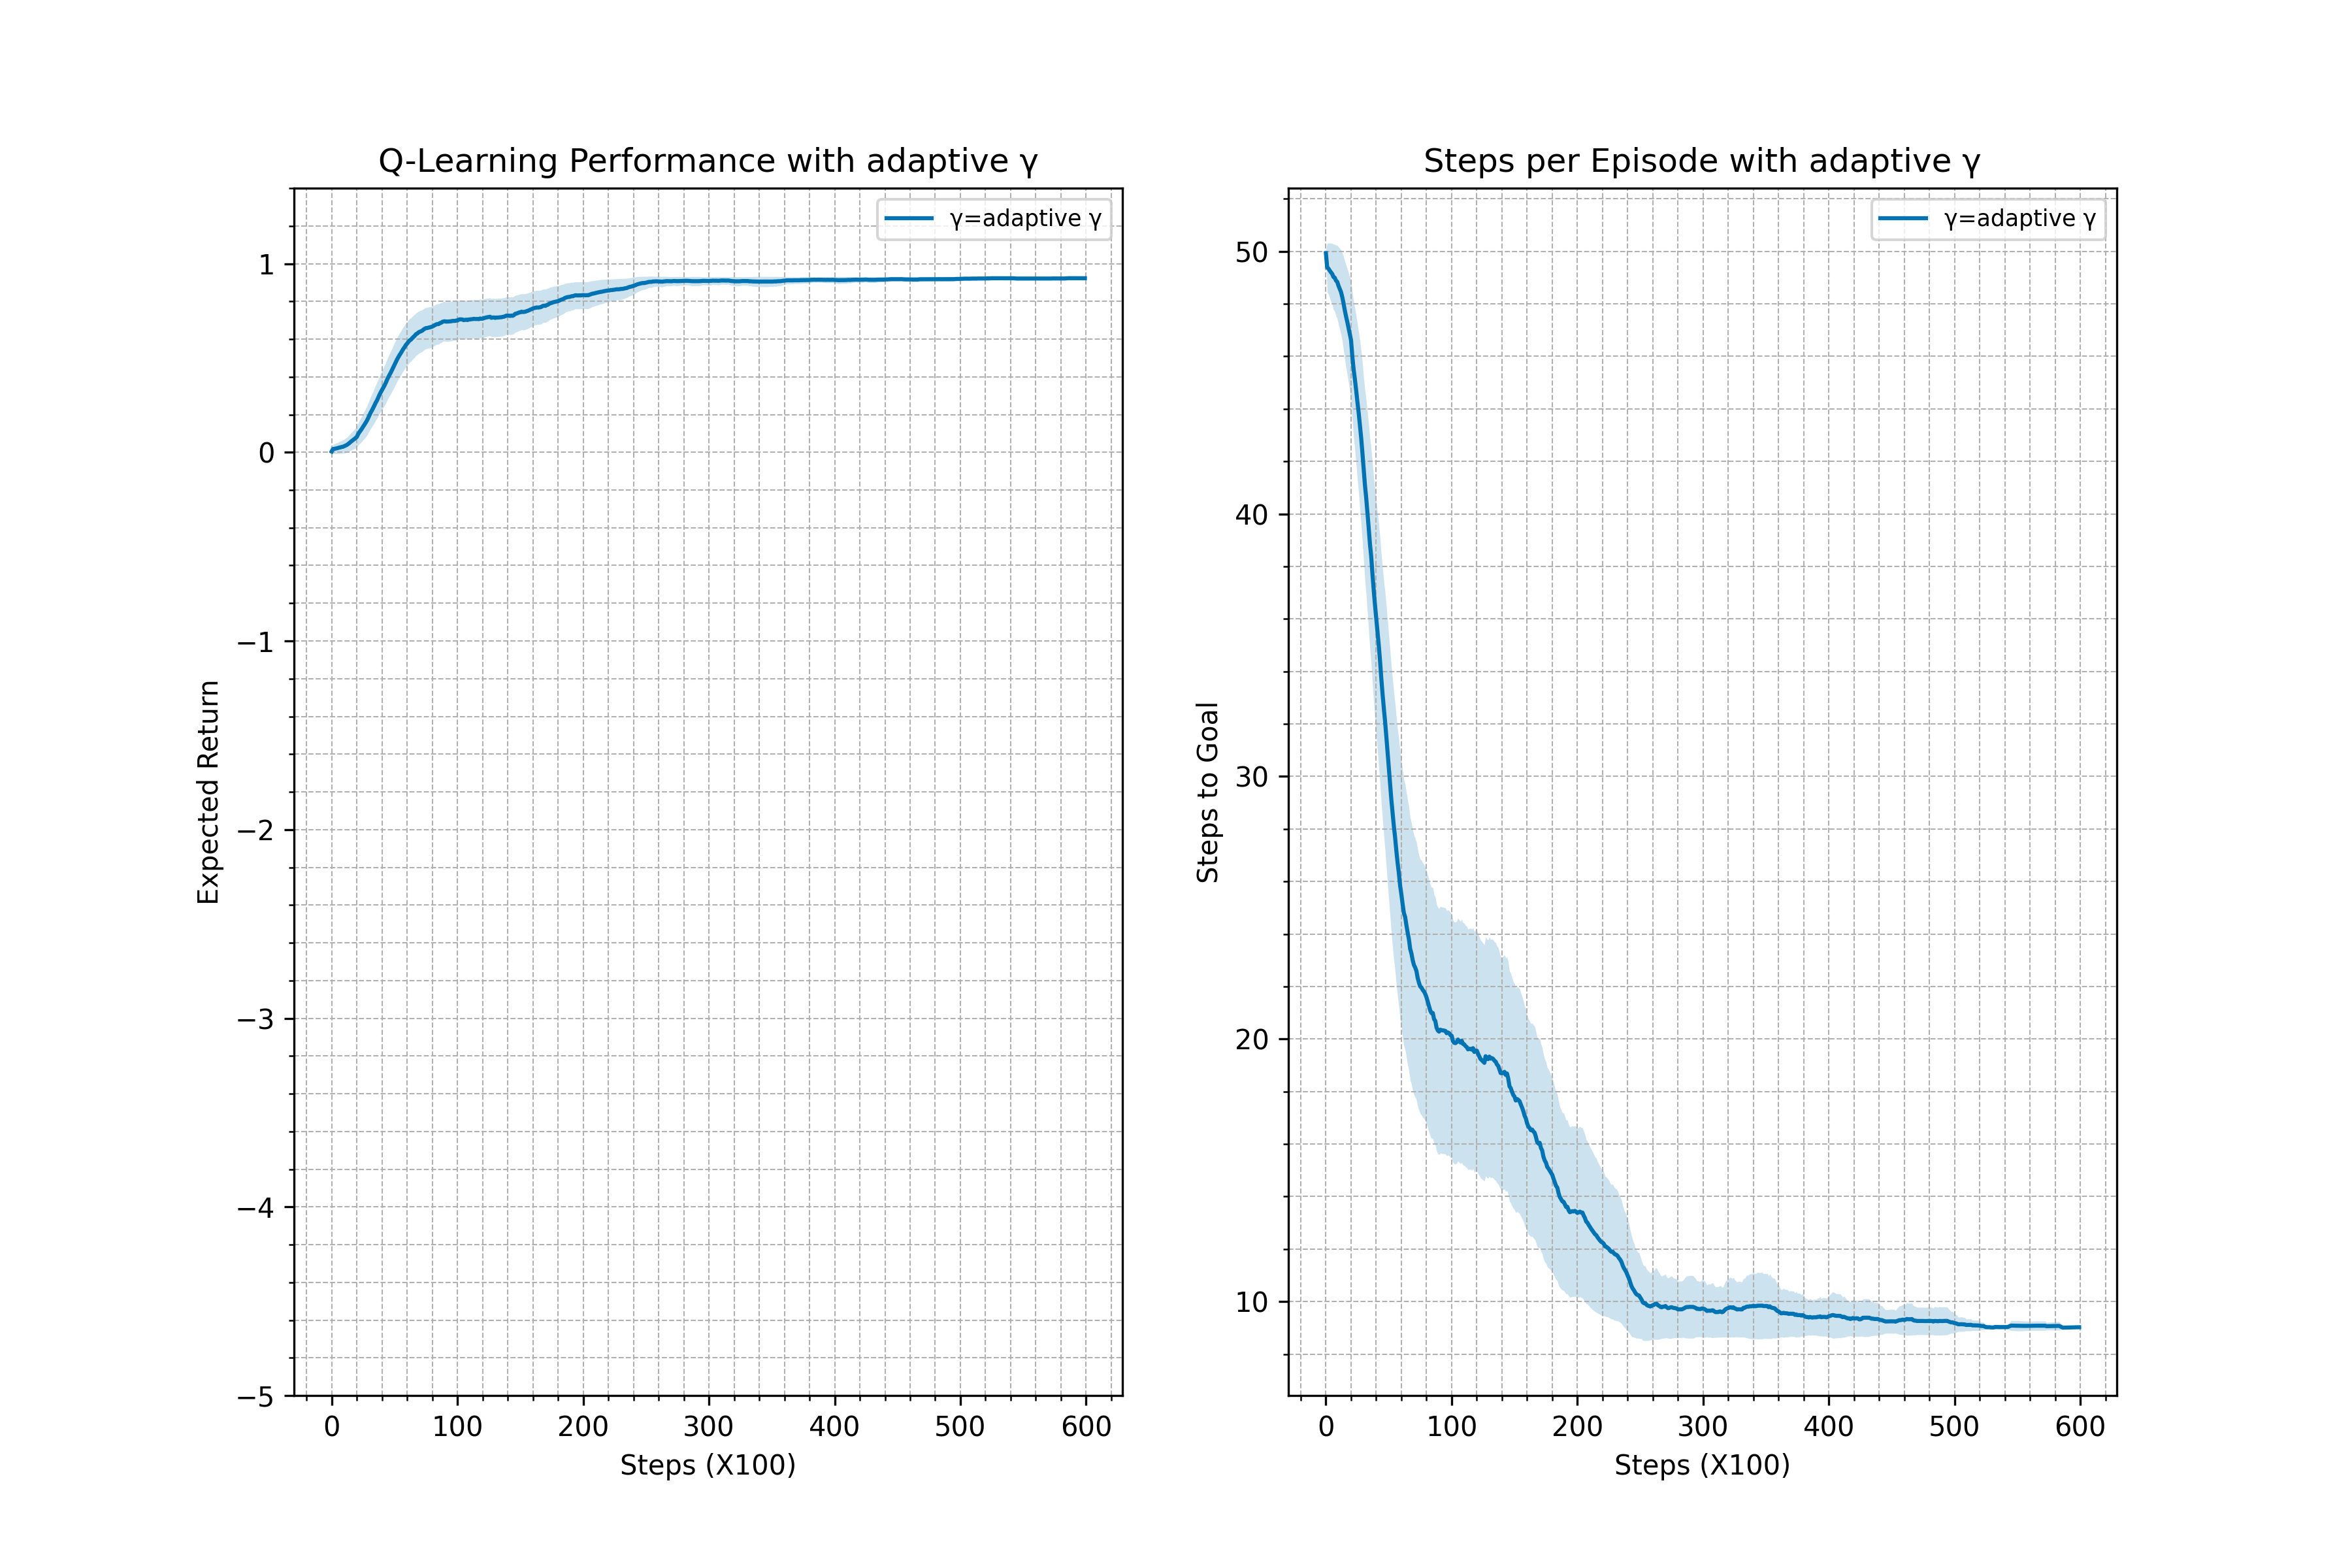 Q-Learning Performance with adaptive γ
γ=adaptive γ
1
0
−1
−2
−3
−4
−5
Expected Return
0 100 200 300 400 500 600
Steps (X100)
Steps per Episode with adaptive γ
γ=adaptive γ
50
40
30
20
10
Steps to Goal
0 100 200 300 400 500 600
Steps (X100)